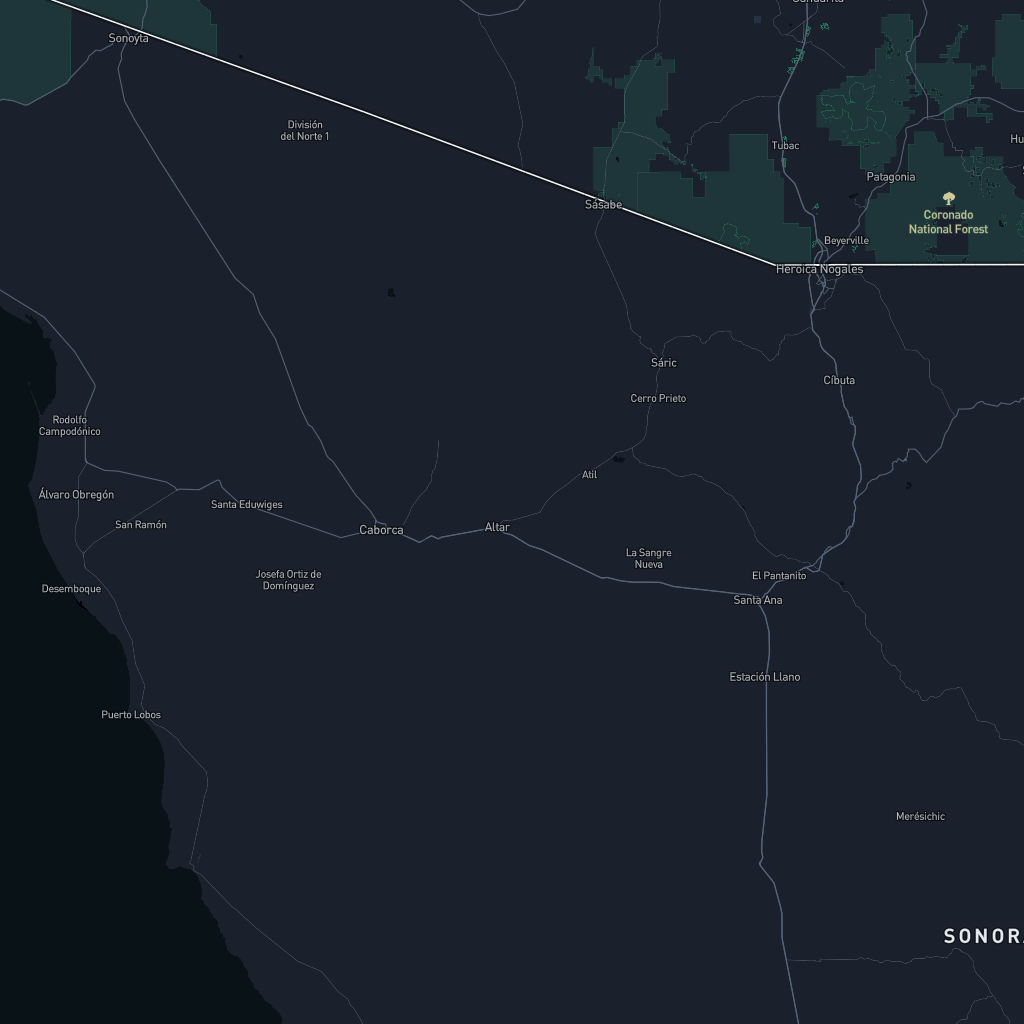 Sonoyta
División
del Norte 1
Tubac
Patagonia
Sásabe
Coronado
National Forest
Beyerville
Heroica Nogales
Sáric
Cíbuta
Cerro Prieto
Rodolfo
Campodónico
Atil
Álvaro Obregón
Santa Eduwiges
San Ramón
Caborca
Altar
La Sangre
Nueva
Josefa Ortiz de
Domínguez
El Pantanito
Desemboque
Santa Ana
Estación Llano
Puerto Lobos
Merésichic
SONORA